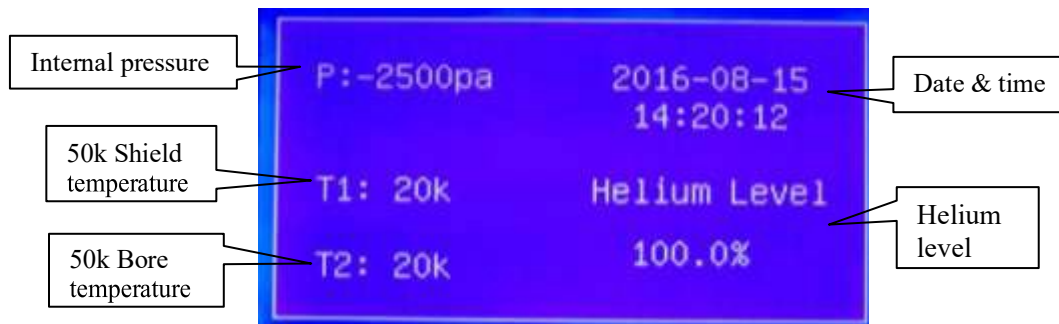 Internal pressure
P:-2500pa
2016-08-15
14:20:12
Date & time
50k Shield
temperature
T1: 20k
Helium Level
100.0%
Helium
level
50k Bore
temperature
T2: 20k